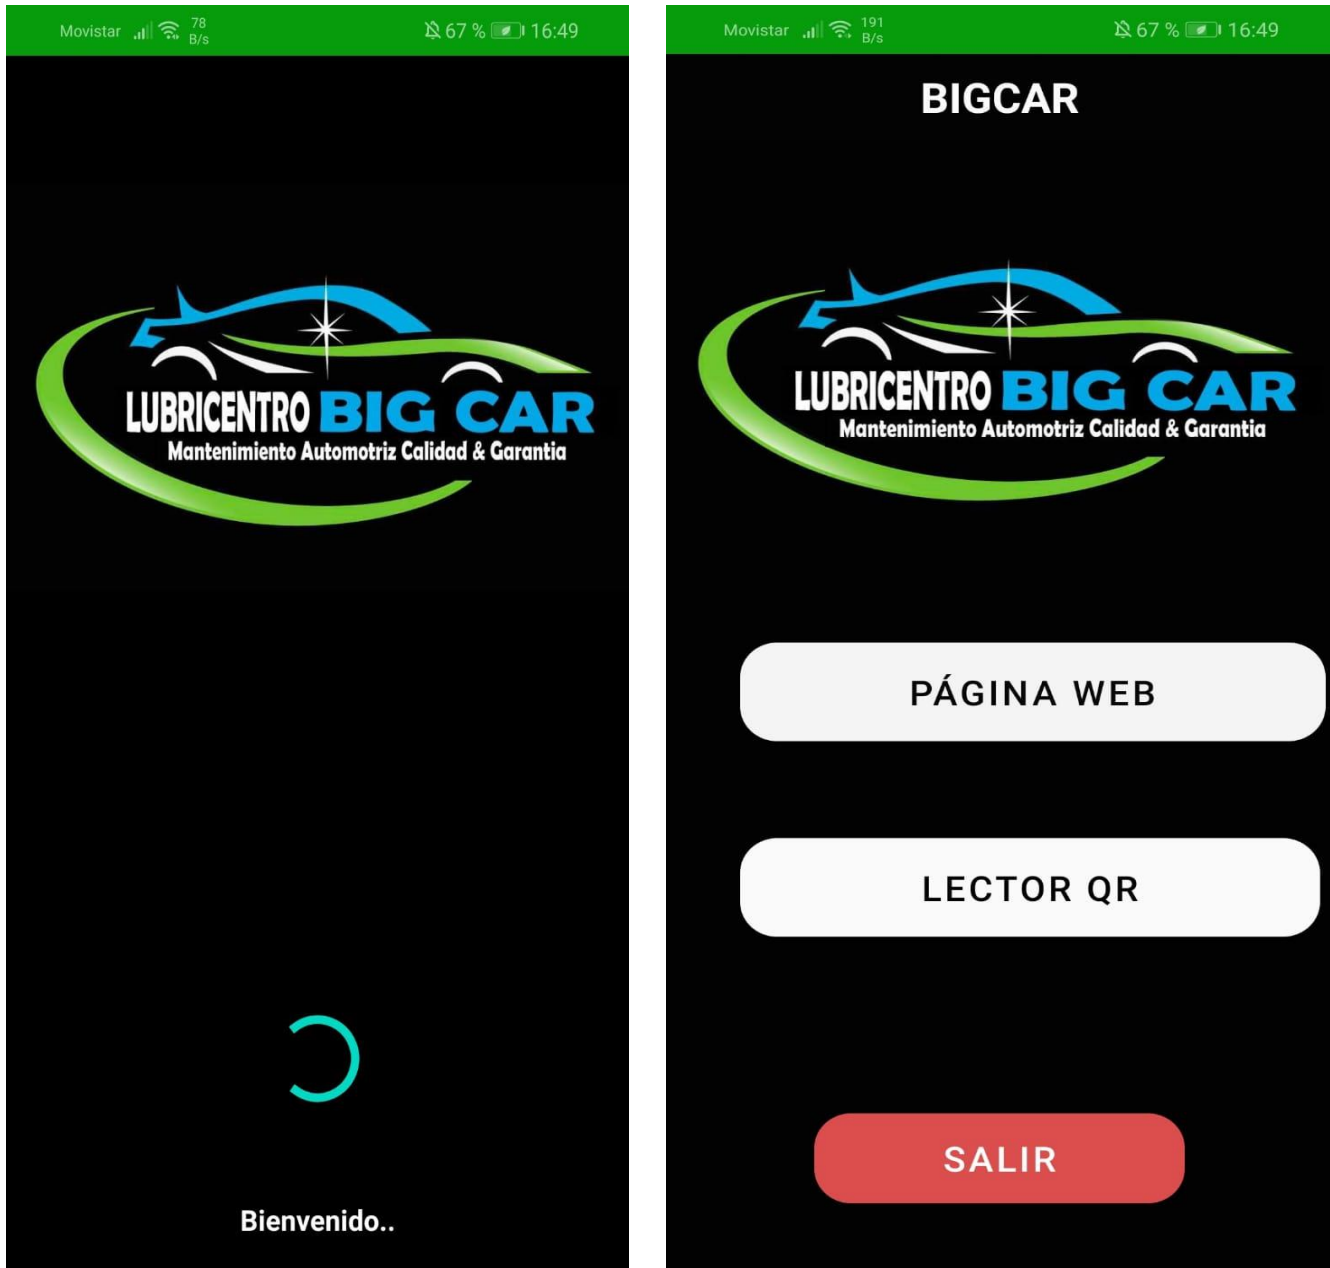 Movistar 78 B/s 67 % 16:49
LUBRICENTRO BIG CAR
Mantenimiento Automotriz Calidad & Garantia
Bienvenido..
Movistar 191 B/s 67 % 16:49
BIGCAR
LUBRICENTRO BIG CAR
Mantenimiento Automotriz Calidad & Garantia
PÁGINA WEB
LECTOR QR
SALIR